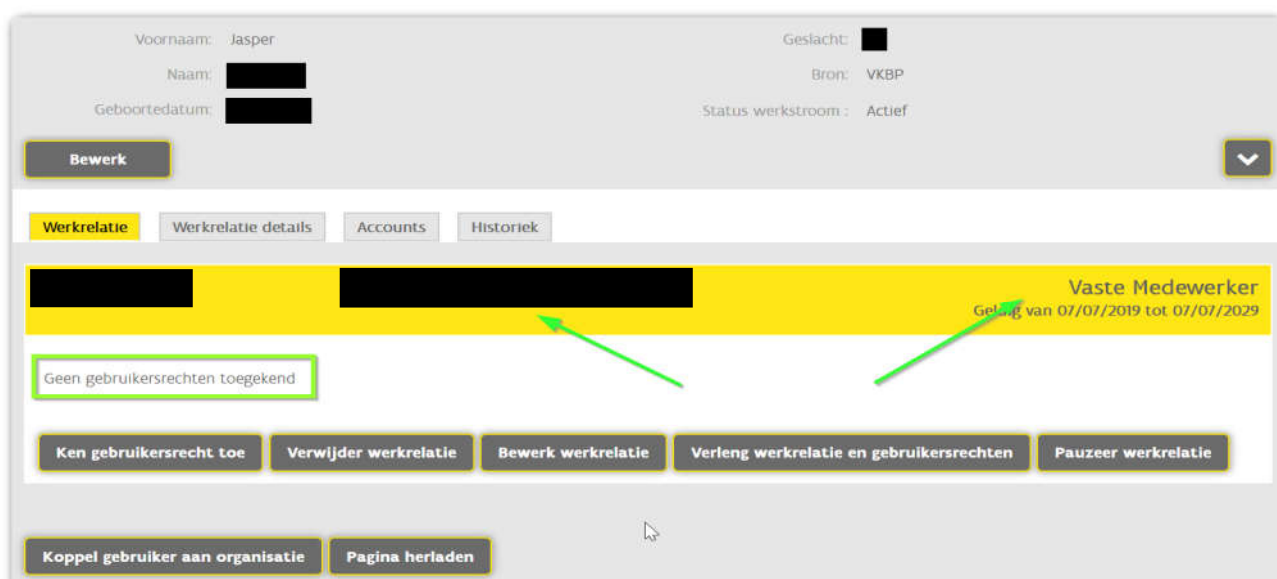 Voornaam: Jasper
Geslacht:
Naam:
Bron: VKBP
Geboortedatum:
Status werkstroom : Actief
Bewerk
Werkrelatie Werkrelatie details Accounts Historiek
Vaste Medewerker
Geldig van 07/07/2019 tot 07/07/2029
Geen gebruikersrechten toegekend
Ken gebruikersrecht toe Verwijder werkrelatie Bewerk werkrelatie Verleng werkrelatie en gebruikersrechten Pauzeer werkrelatie
Koppel gebruiker aan organisatie Pagina herladen